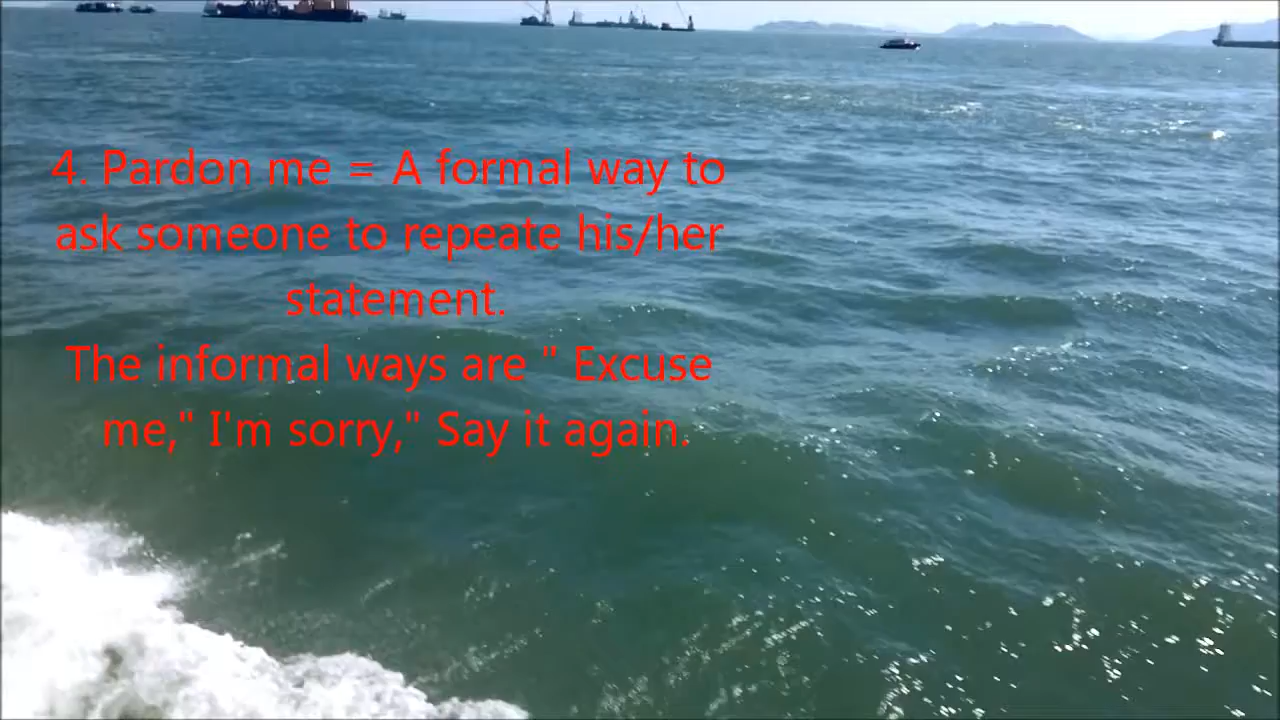 4. Pardon me = A formal way to
ask someone to repeate his/her
statement.
The informal ways are " Excuse
me," I'm sorry," Say it again.